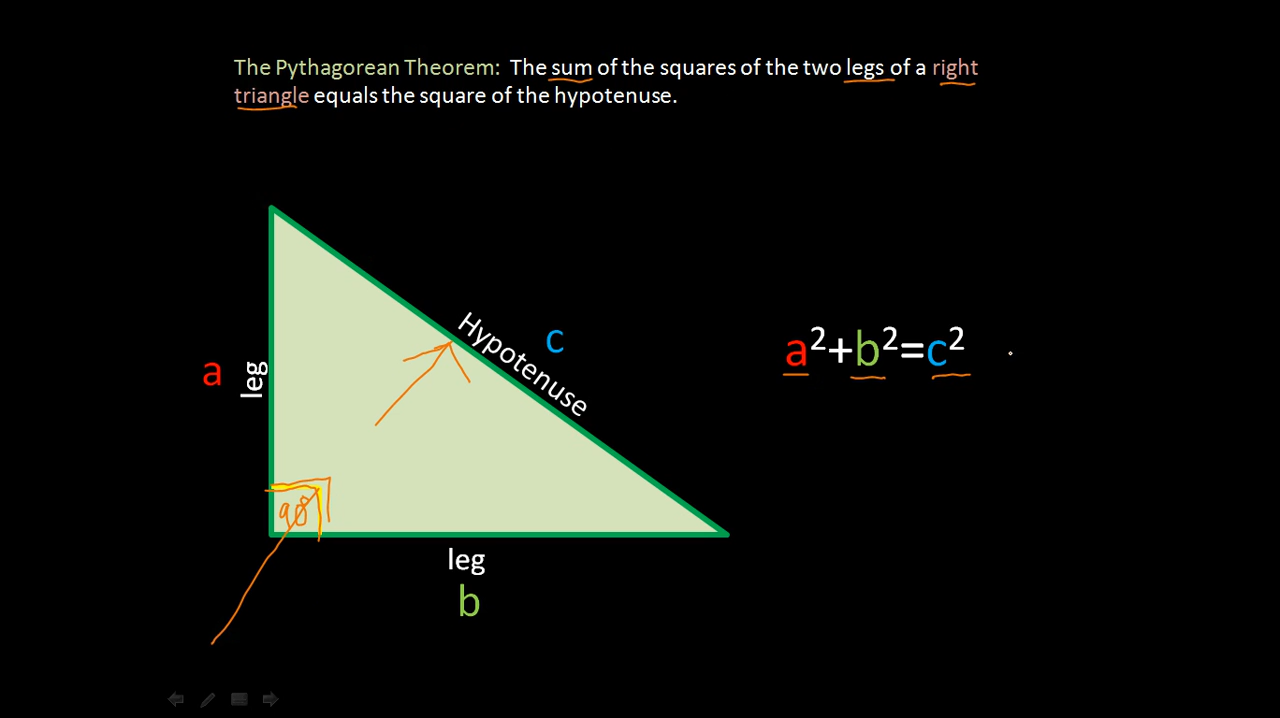 The Pythagorean Theorem: The sum of the squares of the two legs of a right
triangle equals the square of the hypotenuse.
Hypotenuse
c
a
leg
a²+b²=c²
90°
leg
b